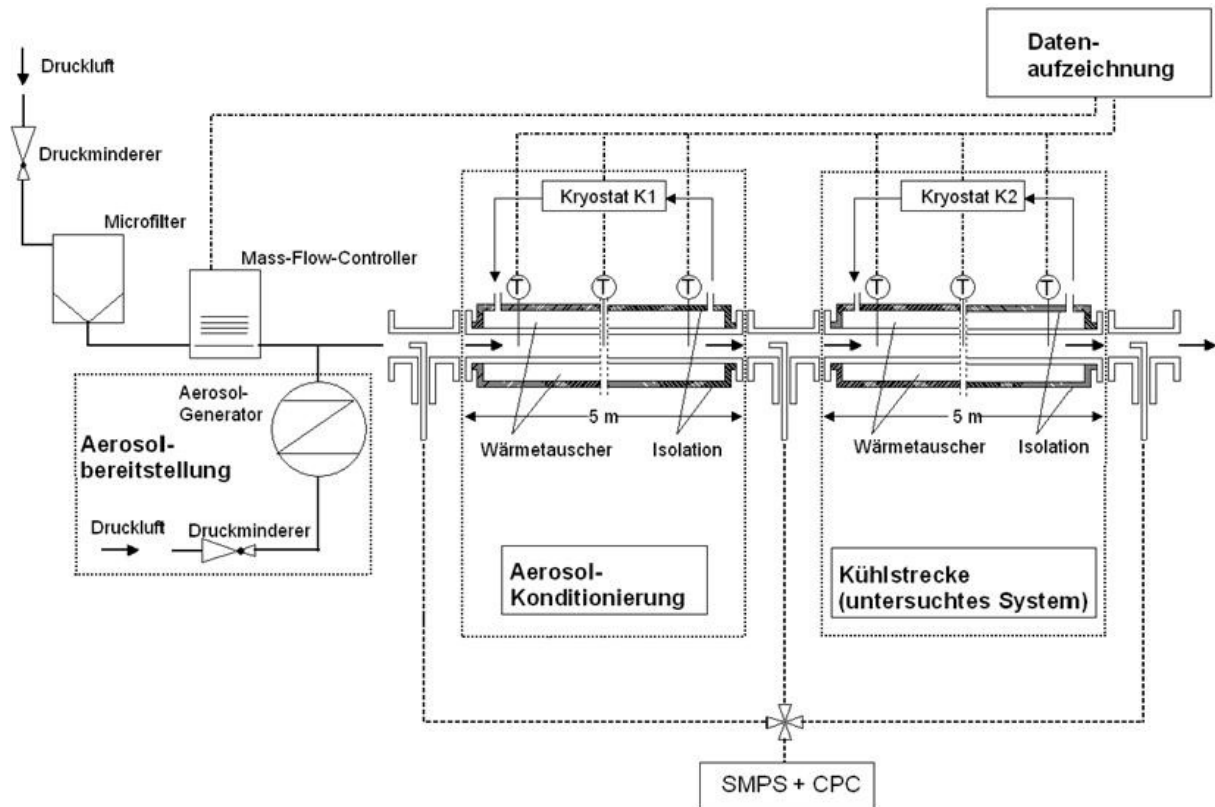 Daten-
aufzeichnung
Druckluft
Druckminderer
Microfilter
Mass-Flow-Controller
Kryostat K1
Kryostat K2
T
T
T
T
T
T
Aerosol-
Generator
Aerosol-
bereitstellung
Druckluft
Druckminderer
5 m
5 m
Wärmetauscher
Isolation
Wärmetauscher
Isolation
Aerosol-
Konditionierung
Kühlstrecke
(untersuchtes System)
SMPS + CPC